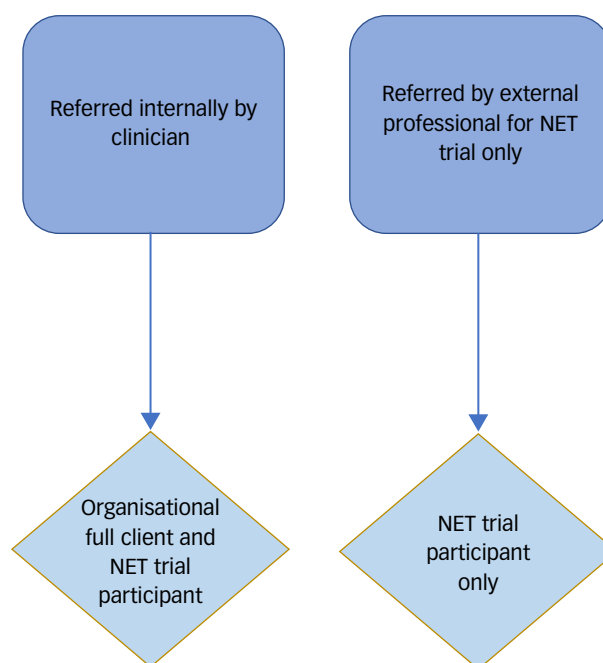 Referred internally by
clinician
Referred by external
professional for NET
trial only
Organisational
full client and
NET trial
participant
NET trial
participant
only